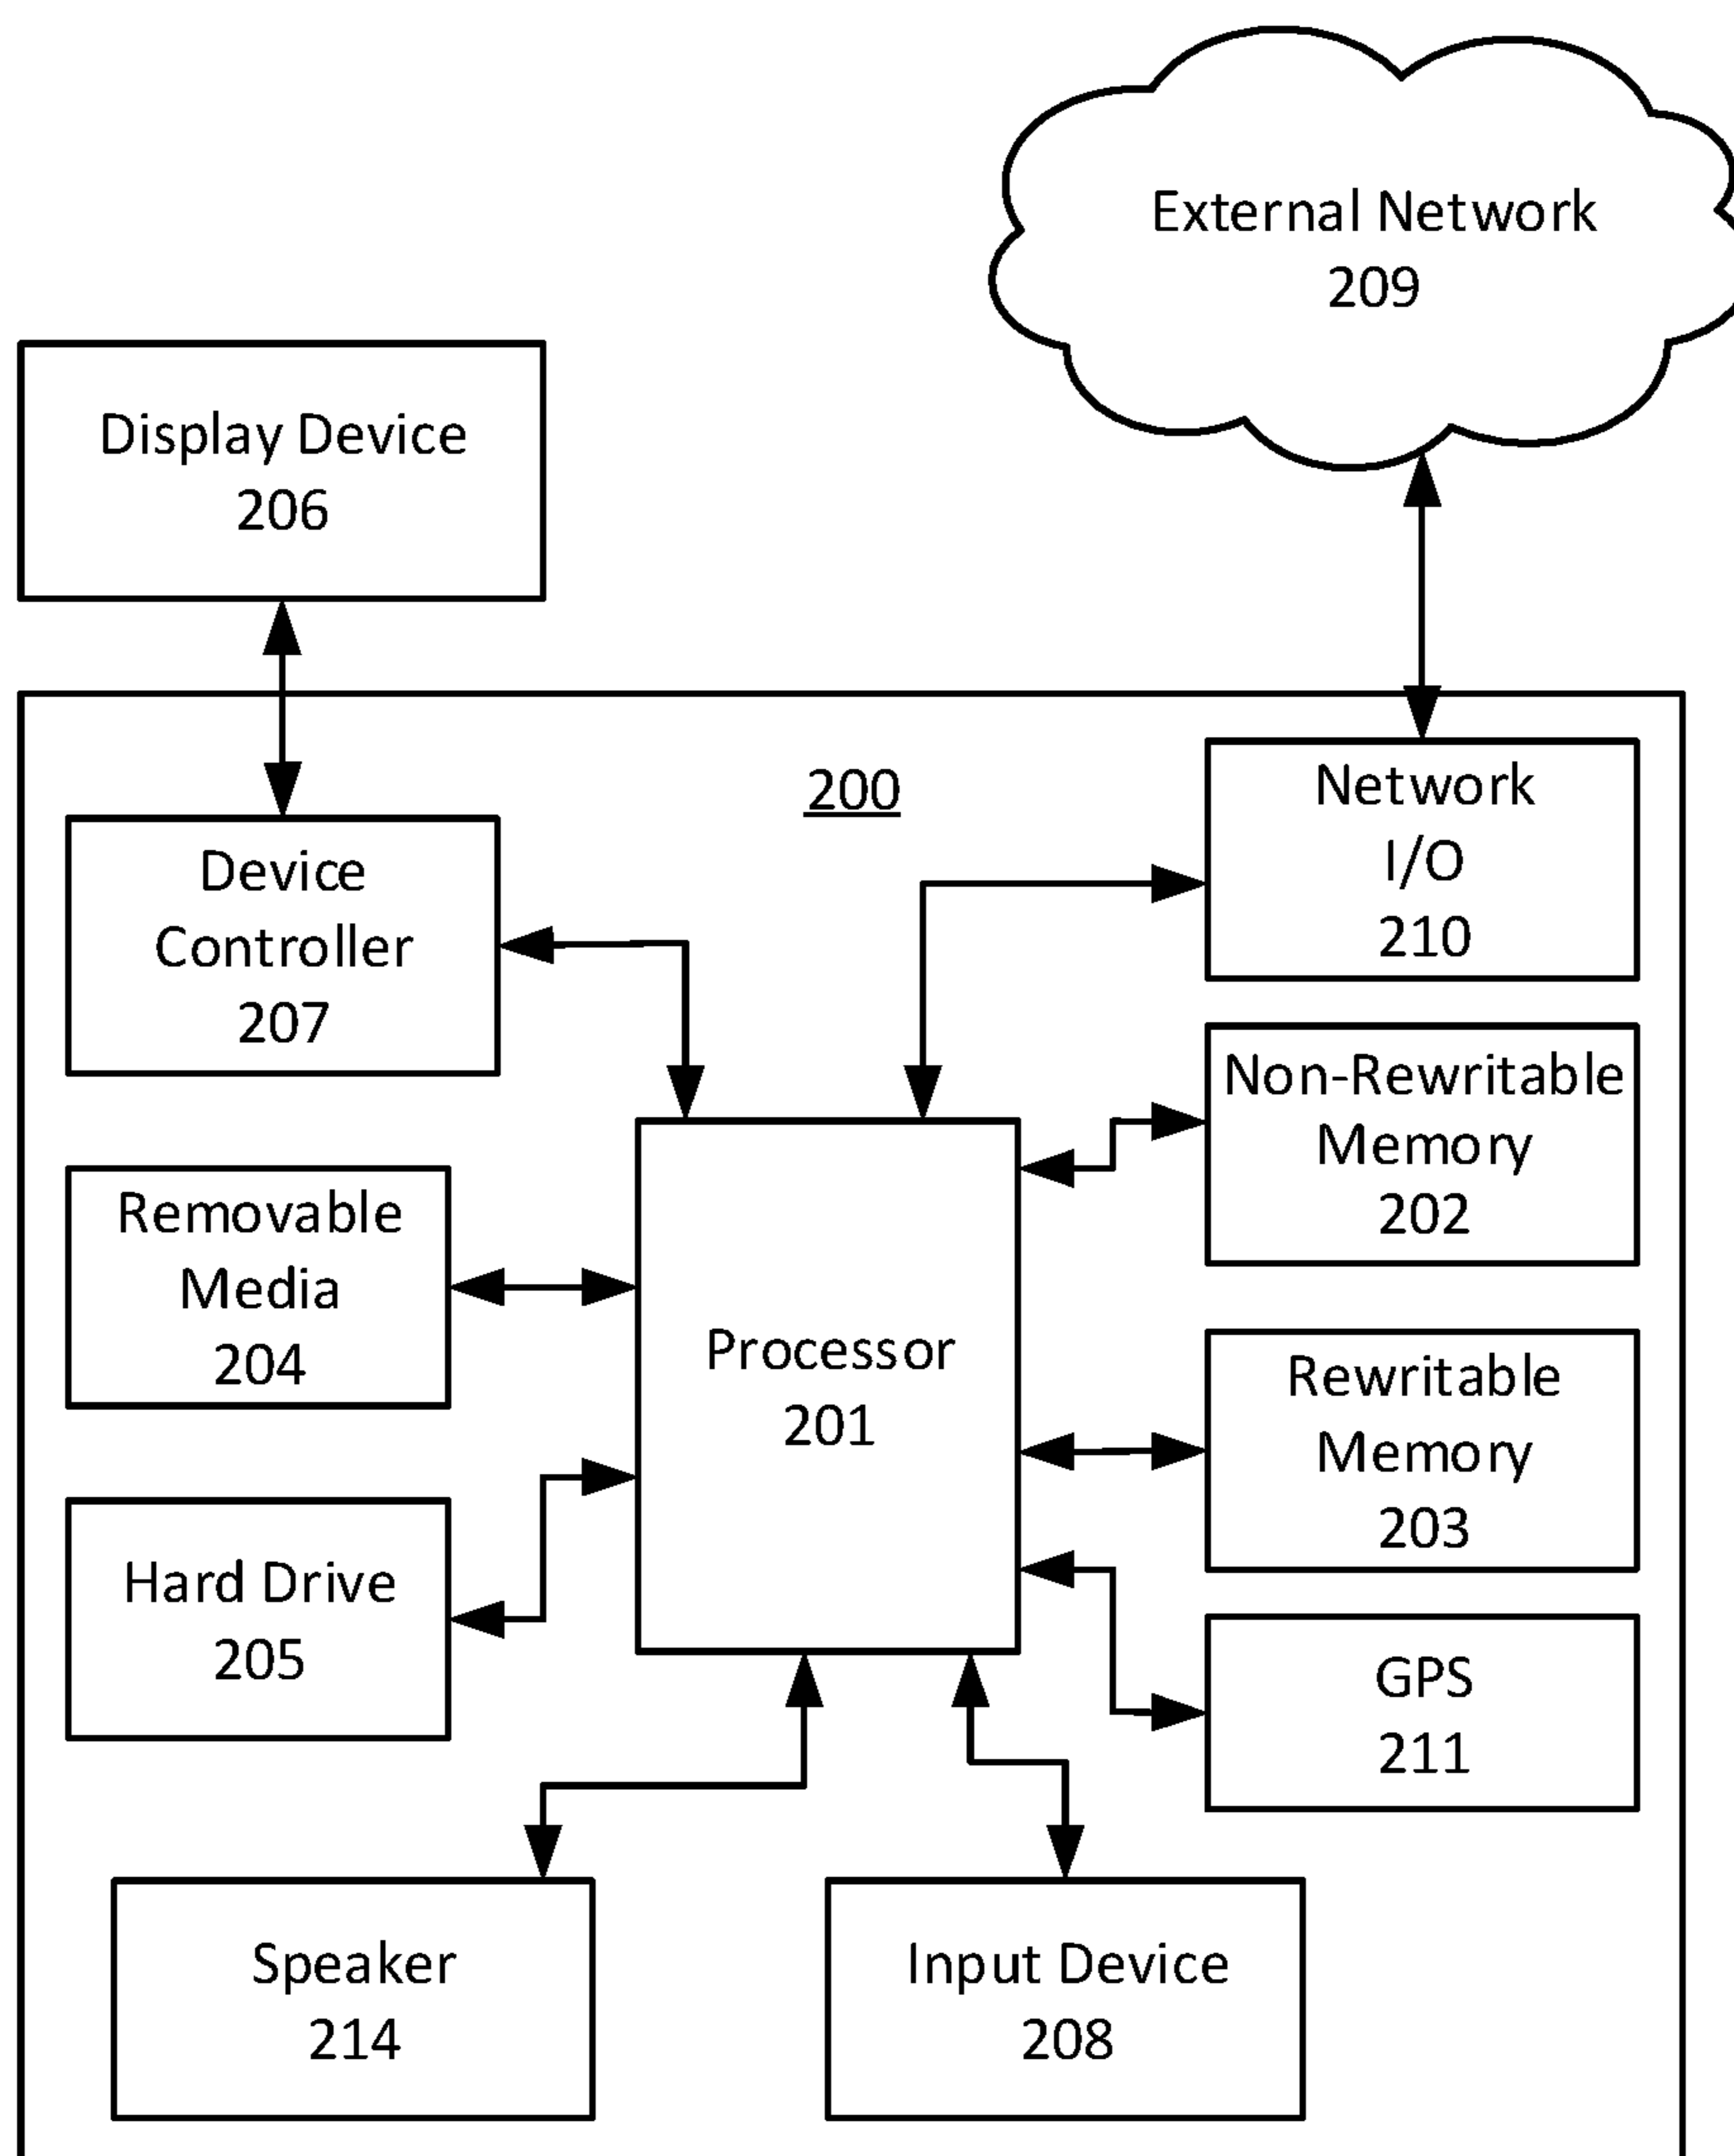 External Network
209
Display Device
206
200
Network
I/O
210
Device
Controller
207
Non-Rewritable
Memory
202
Removable
Media
204
Processor
201
Rewritable
Memory
203
Hard Drive
205
GPS
211
Speaker
214
Input Device
208